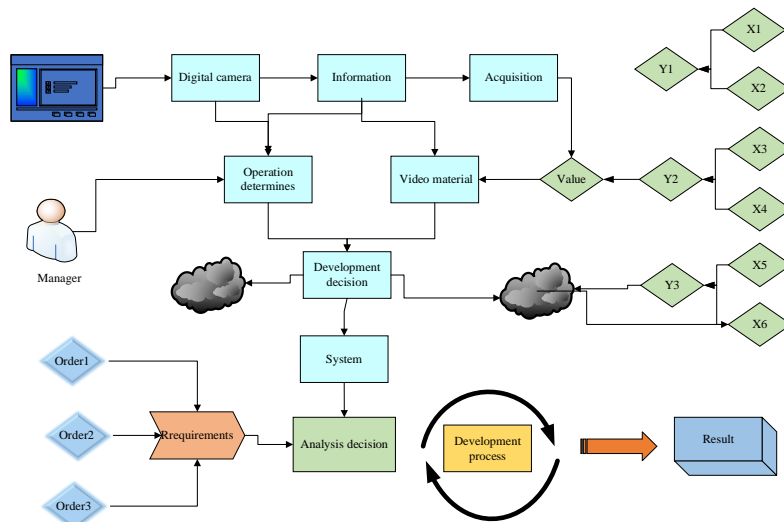 X1
Digital camera
Information
Acquisition
Y1
X2
X3
Operation
determines
Video material
Value
Y2
X4
Manager
Development
decision
X5
Y3
X6
Order1
System
Order2
Rrequirements
Analysis decision
Development
process
Result
Order3